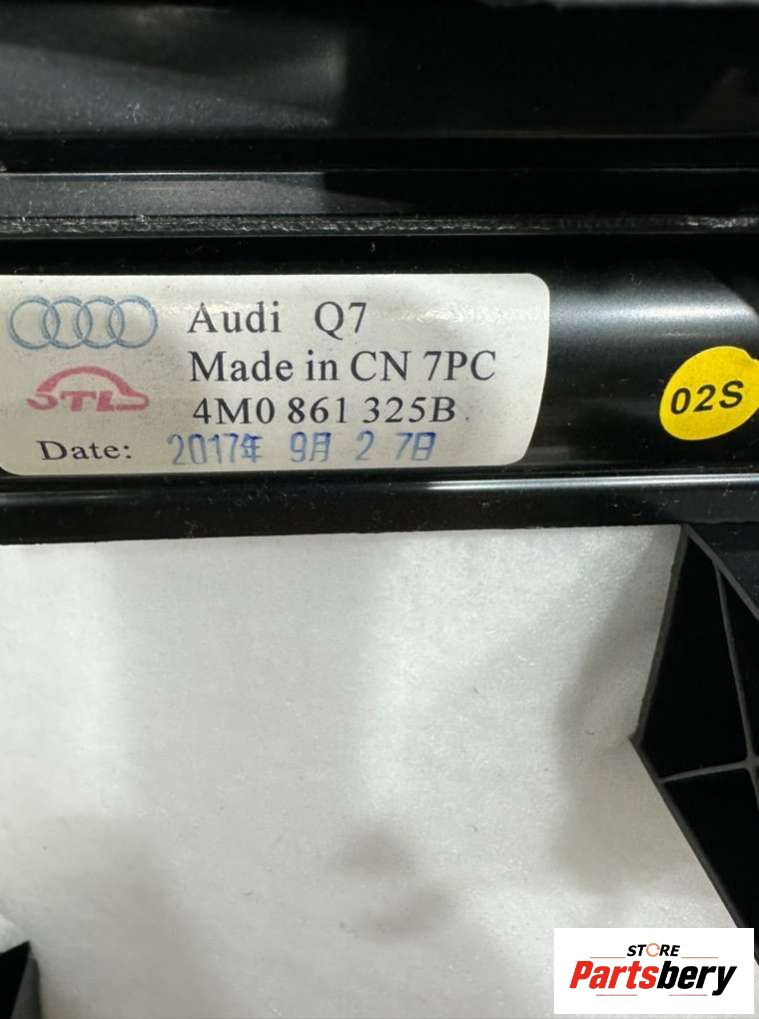 Audi Q7
Made in CN 7PC
STL
4M0 861 325B
Date: 2017年 9月 2 7日
02S
STORE
Partsbery